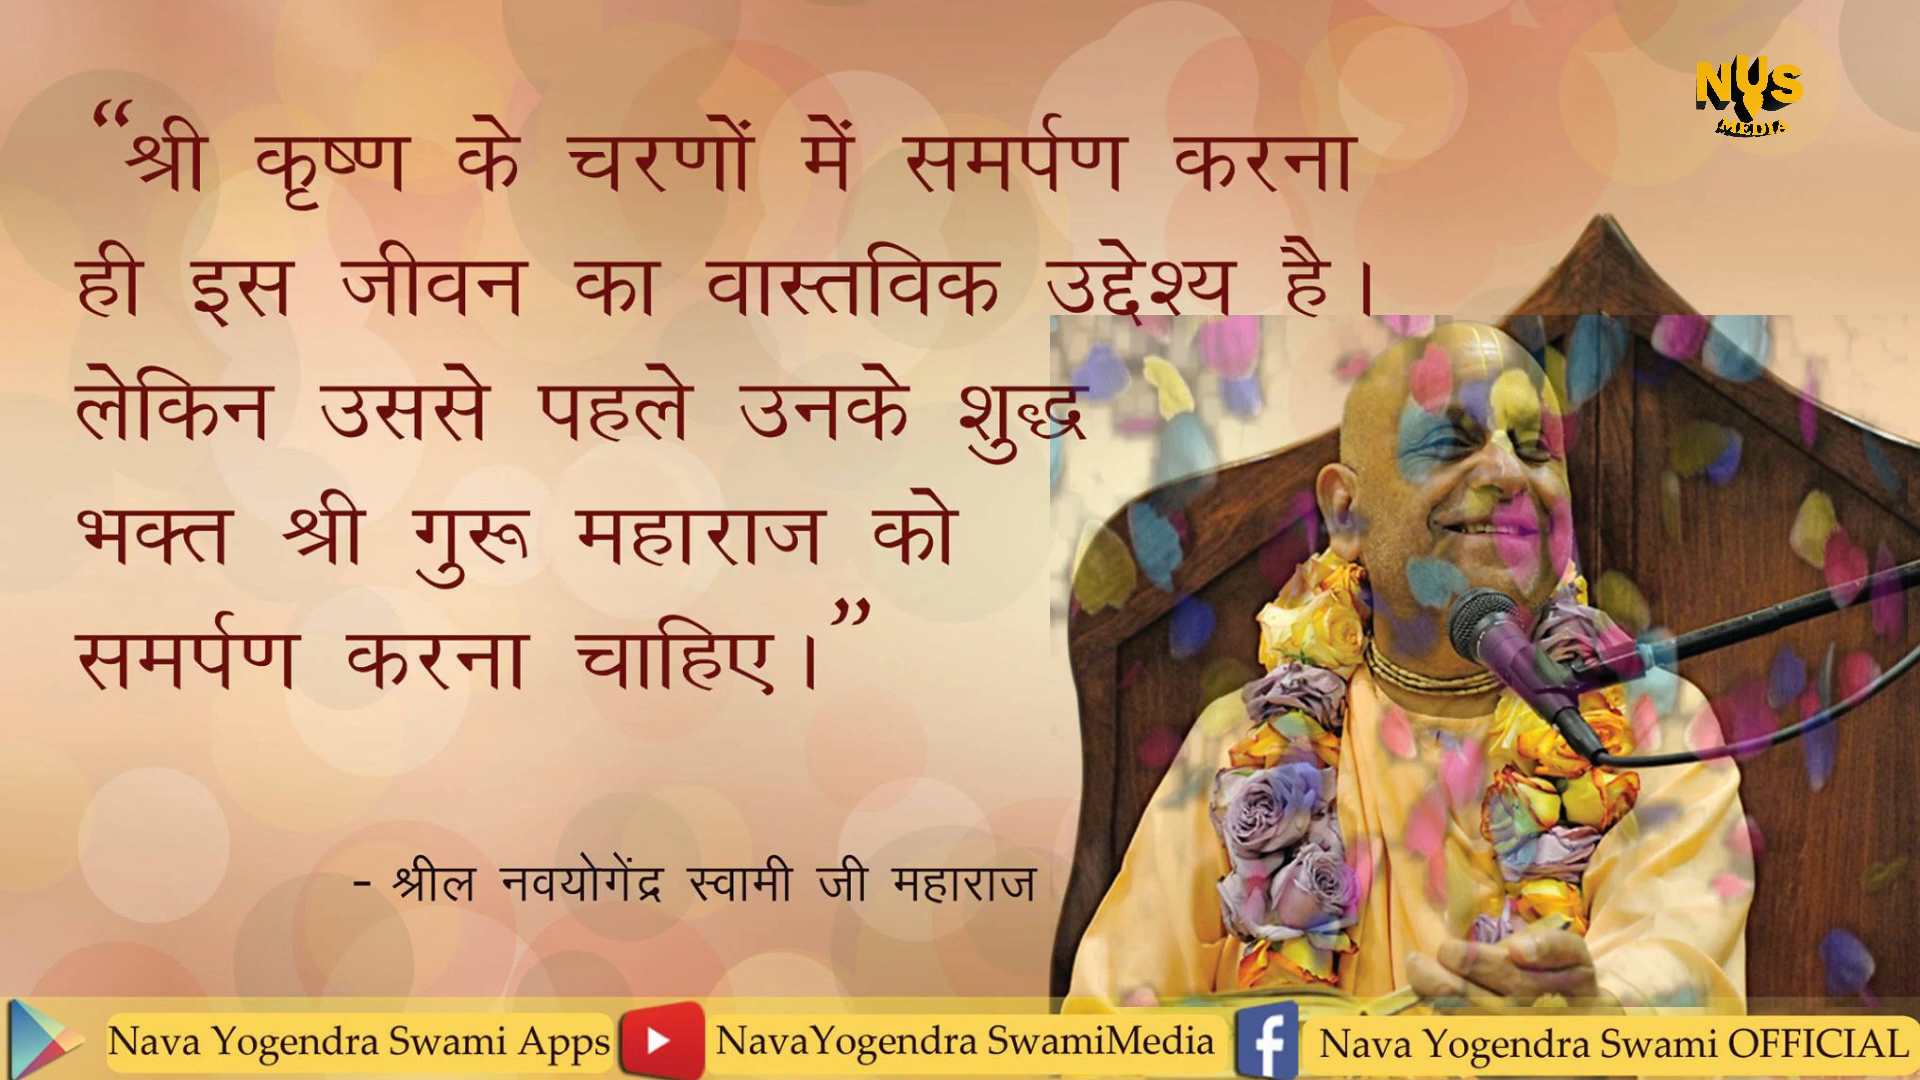 NYS
MEDIA
“श्री कृष्ण के चरणों में समर्पण करना
ही इस जीवन का वास्तविक उद्देश्य है।
लेकिन उससे पहले उनके शुद्ध
भक्त श्री गुरू महाराज को
समर्पण करना चाहिए।”
- श्रील नवयोगेंद्र स्वामी जी महाराज
Nava Yogendra Swami Apps
NavaYogendra SwamiMedia
Nava Yogendra Swami OFFICIAL